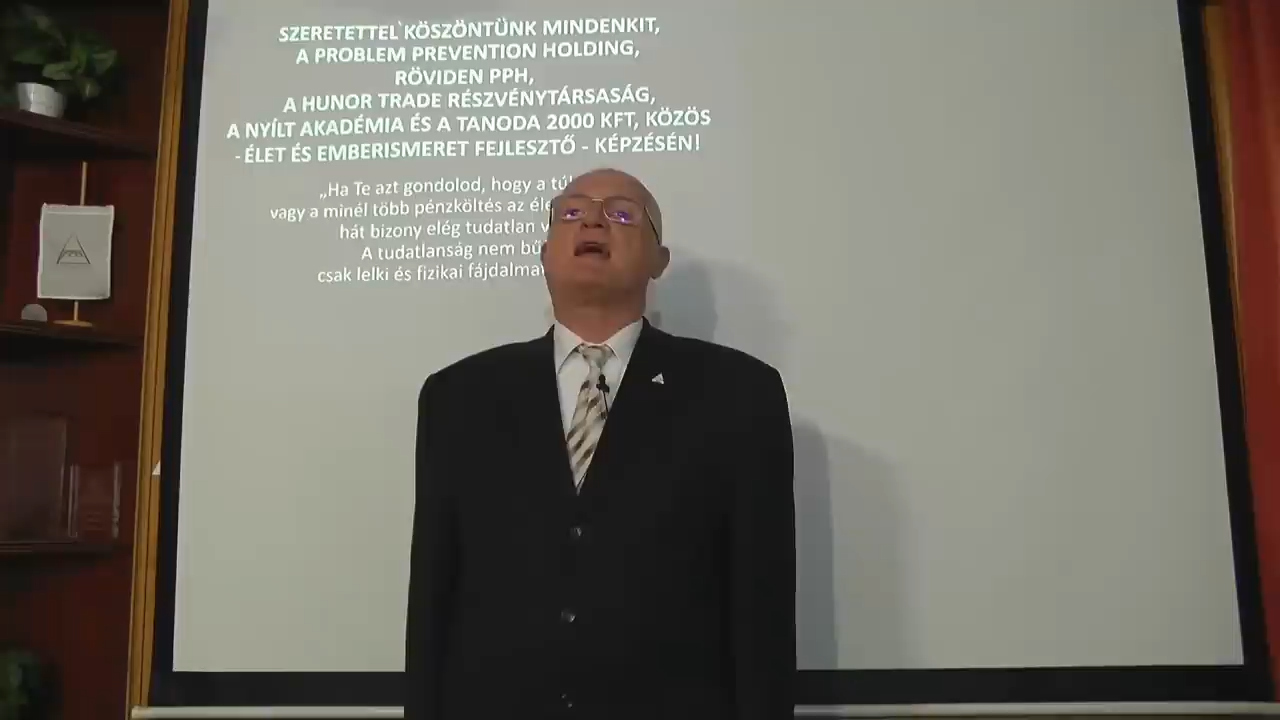 SZERETETTEL KÖSZÖNTÜNK MINDENKIT,
A PROBLEM PREVENTION HOLDING,
RÖVIDEN PPH,
A HUNOR TRADE RÉSZVÉNYTÁRSASÁG,
A NYÍLT AKADÉMIA ÉS A TANODA 2000 KFT, KÖZÖS
- ÉLET ÉS EMBERISMERET FEJLESZTŐ - KÉPZÉSÉN!
„Ha Te azt gondolod, hogy a
vagy a minél több pénzköltés az
hát bizony elég tudatlan
A tudatlanság nem
csak lelki és fizikai